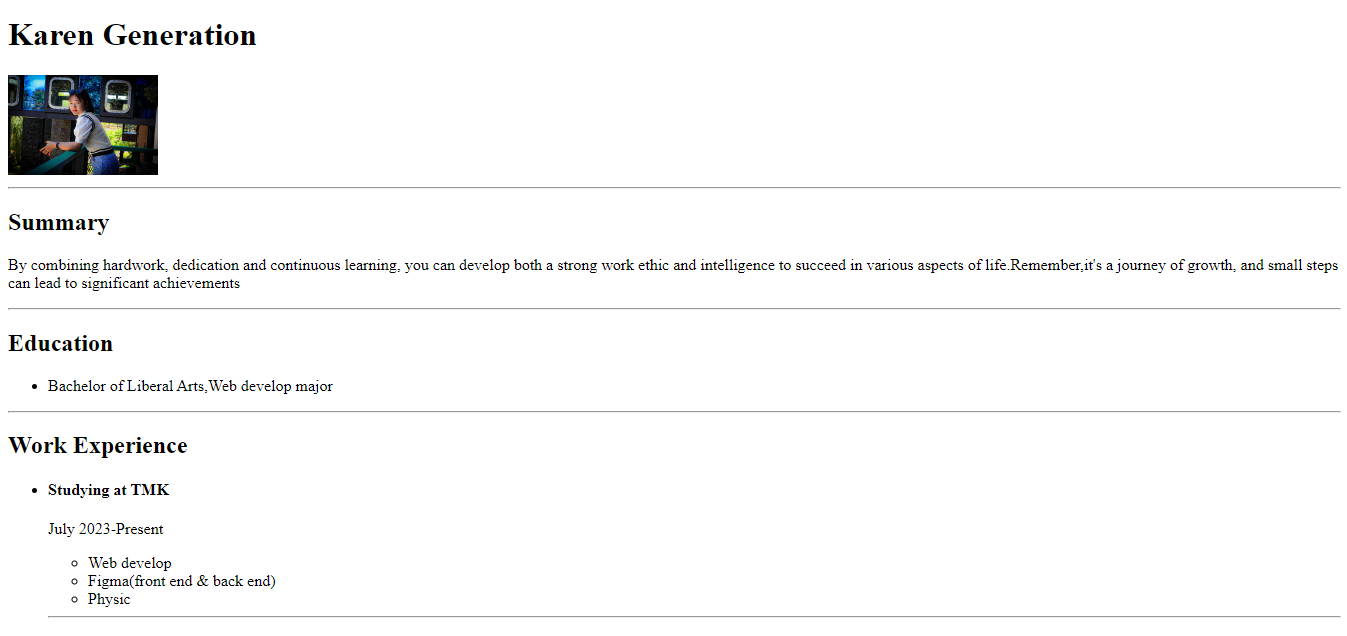 Karen Generation
Summary
By combining hardwork, dedication and continuous learning, you can develop both a strong work ethic and intelligence to succeed in various aspects of life.Remember,it's a journey of growth, and small steps
can lead to significant achievements
Education
Bachelor of Liberal Arts,Web develop major
Work Experience
Studying at TMK
July 2023-Present
Web develop
Figma(front end & back end)
Physic